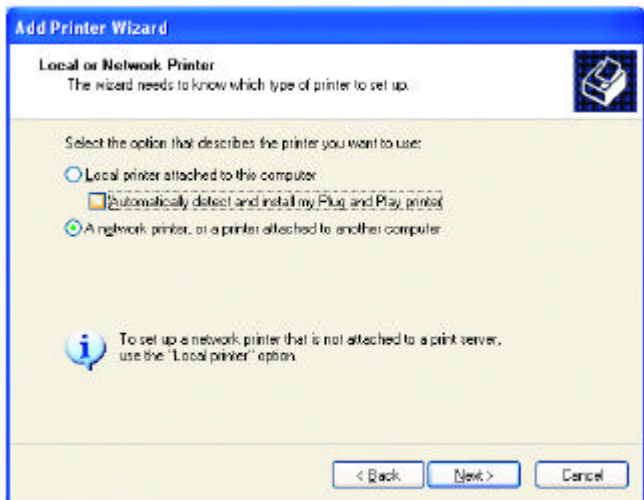 Add Printer Wizard
Local or Network Printer
The wizard needs to know which type of printer to set up.
Select the option that describes the printer you want to use:
Local printer attached to this computer
Automatically detect and install my Plug and Play printer
A network printer, or a printer attached to another computer
To set up a network printer that is not attached to a print server,
use the "Local printer" option.
< Back
Next >
Cancel